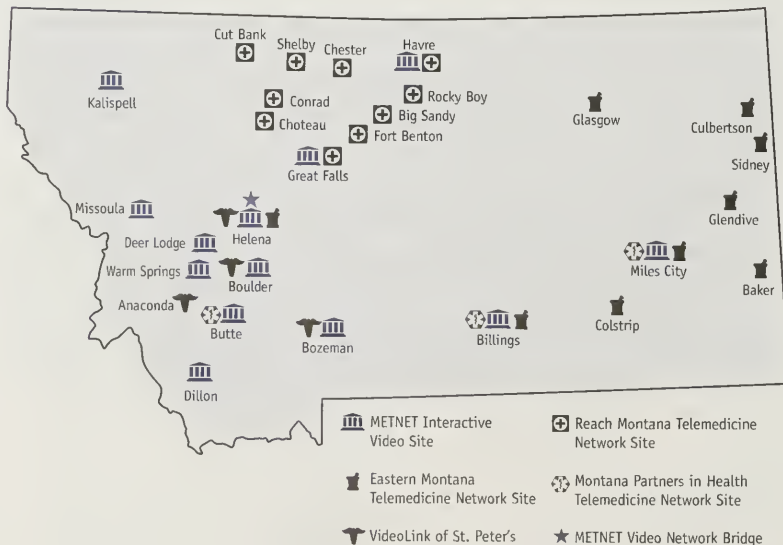 Cut Bank
Shelby
Chester
Havre
Kalispell
Conrad
Rocky Boy
Choteau
Big Sandy
Fort Benton
Glasgow
Culbertson
Sidney
Great Falls
Missoula
Helena
Glendive
Deer Lodge
Warm Springs
Boulder
Miles City
Baker
Anaconda
Butte
Bozeman
Billings
Colstrip
Dillon
METNET Interactive
Video Site
Reach Montana Telemedicine
Network Site
Eastern Montana
Telemedicine Network Site
Montana Partners in Health
Telemedicine Network Site
VideoLink of St. Peter's
METNET Video Network Bridge